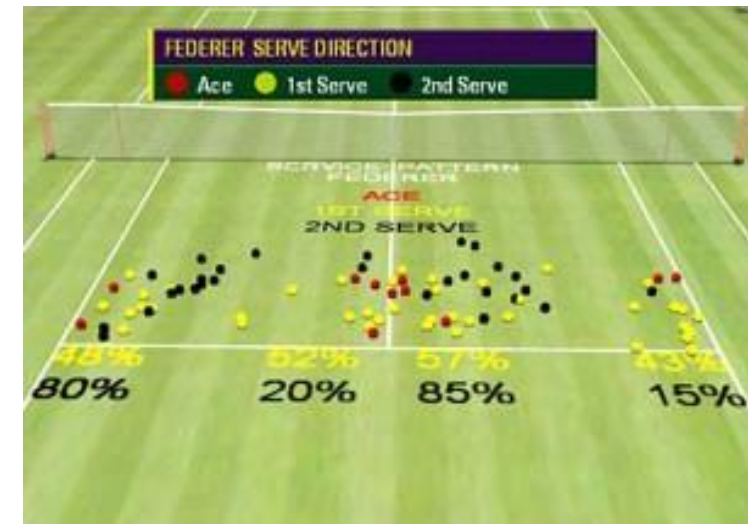 FEDERER SERVE DIRECTION
Ace 1st Serve 2nd Serve
SERVICE PATTERN
FEDERER
ACE
1ST SERVE
2ND SERVE
48% 52% 57% 43%
80% 20% 85% 15%